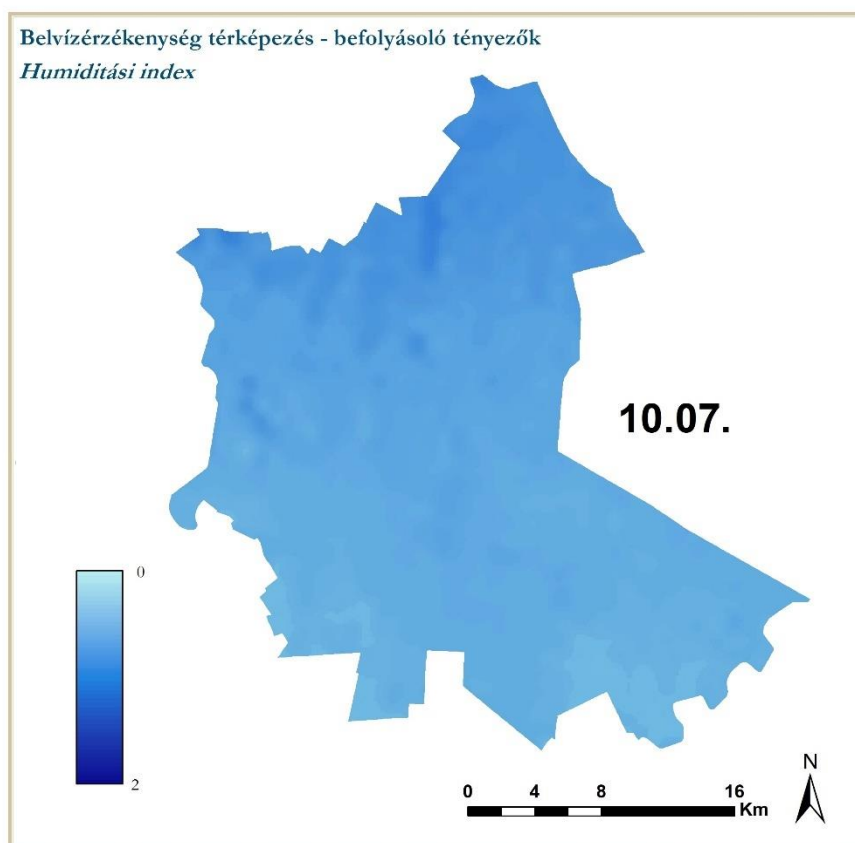 Belvízérzékenység térképezés - befolyásoló tényezők
Humiditási index
10.07.
0
2
N
0 4 8 16
Km